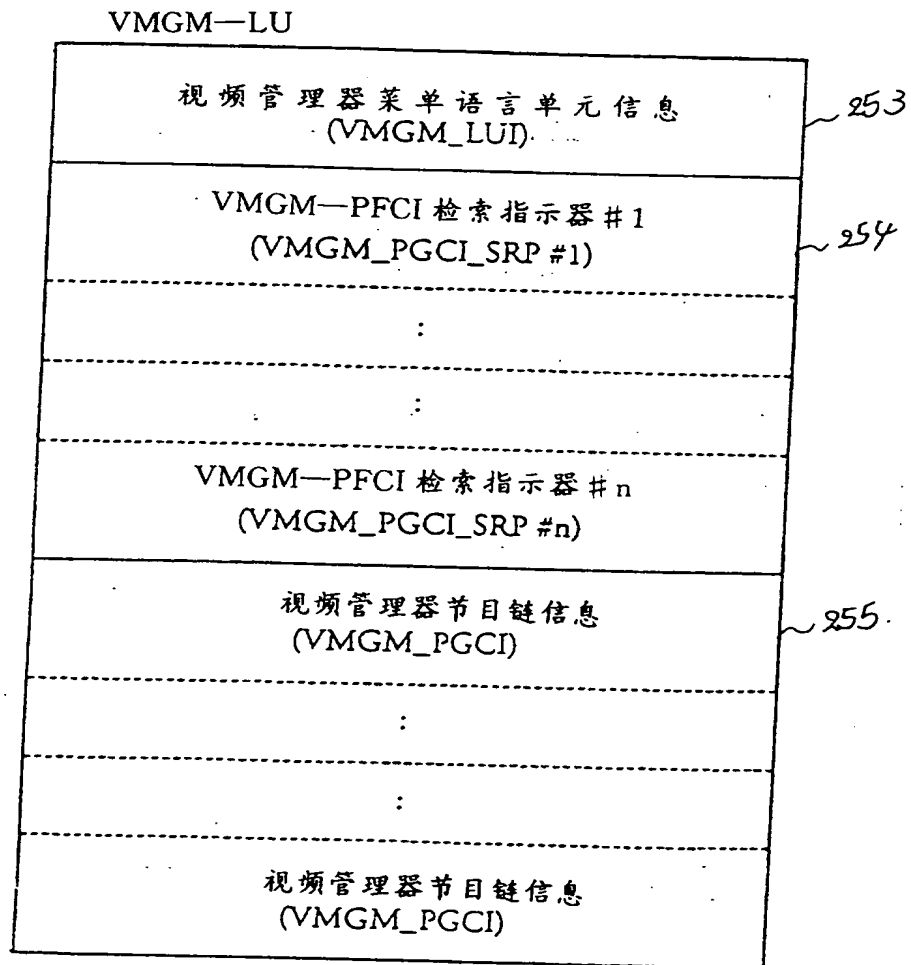 VMGM—LU
视频管理器菜单语言单元信息
(VMGM_LUI)
253
VMGM—PFCI 检索指示器 #1
(VMGM_PGCI_SRP #1)
254
:
:
VMGM—PFCI 检索指示器 #n
(VMGM_PGCI_SRP #n)
视频管理器节目链信息
(VMGM_PGCI)
255.
:
:
视频管理器节目链信息
(VMGM_PGCI)